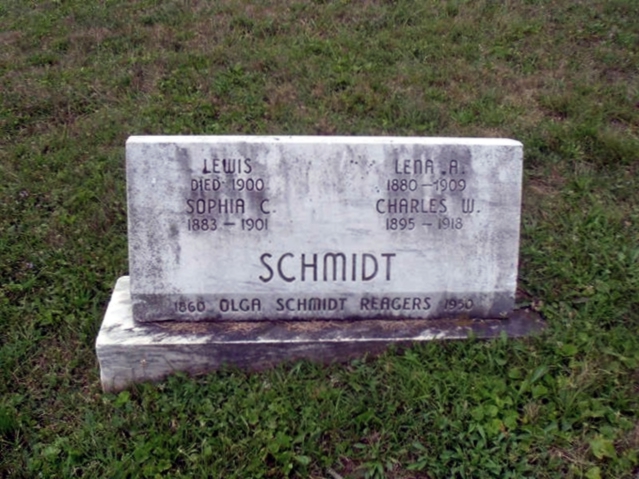 LEWIS
DIED 1900
SOPHIA C.
1883 – 1901
LENA A.
1880 – 1909
CHARLES W.
1895 – 1918
SCHMIDT
1860 OLGA SCHMIDT REAGERS 1950